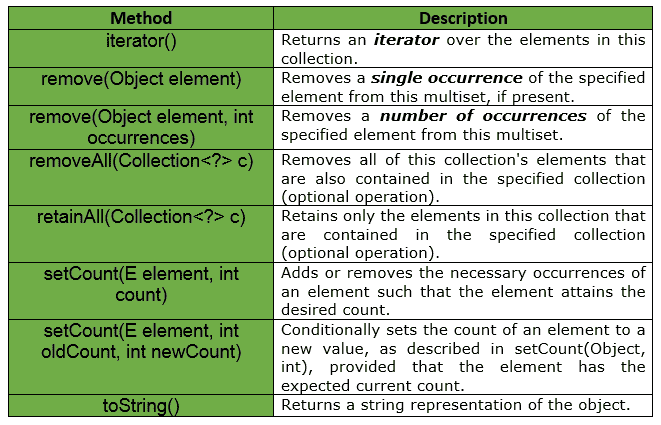 Method
Description
iterator()
Returns an iterator over the elements in this
collection.
remove(Object element)
Removes a single occurrence of the specified
element from this multiset, if present.
remove(Object element, int
occurrences)
Removes a number of occurrences of the
specified element from this multiset.
removeAll(Collection<?> c)
Removes all of this collection's elements that
are also contained in the specified collection
(optional operation).
retainAll(Collection<?> c)
Retains only the elements in this collection that
are contained in the specified collection
(optional operation).
setCount(E element, int
count)
Adds or removes the necessary occurrences of
an element such that the element attains the
desired count.
setCount(E element, int
oldCount, int newCount)
Conditionally sets the count of an element to a
new value, as described in setCount(Object,
int), provided that the element has the
expected current count.
toString()
Returns a string representation of the object.